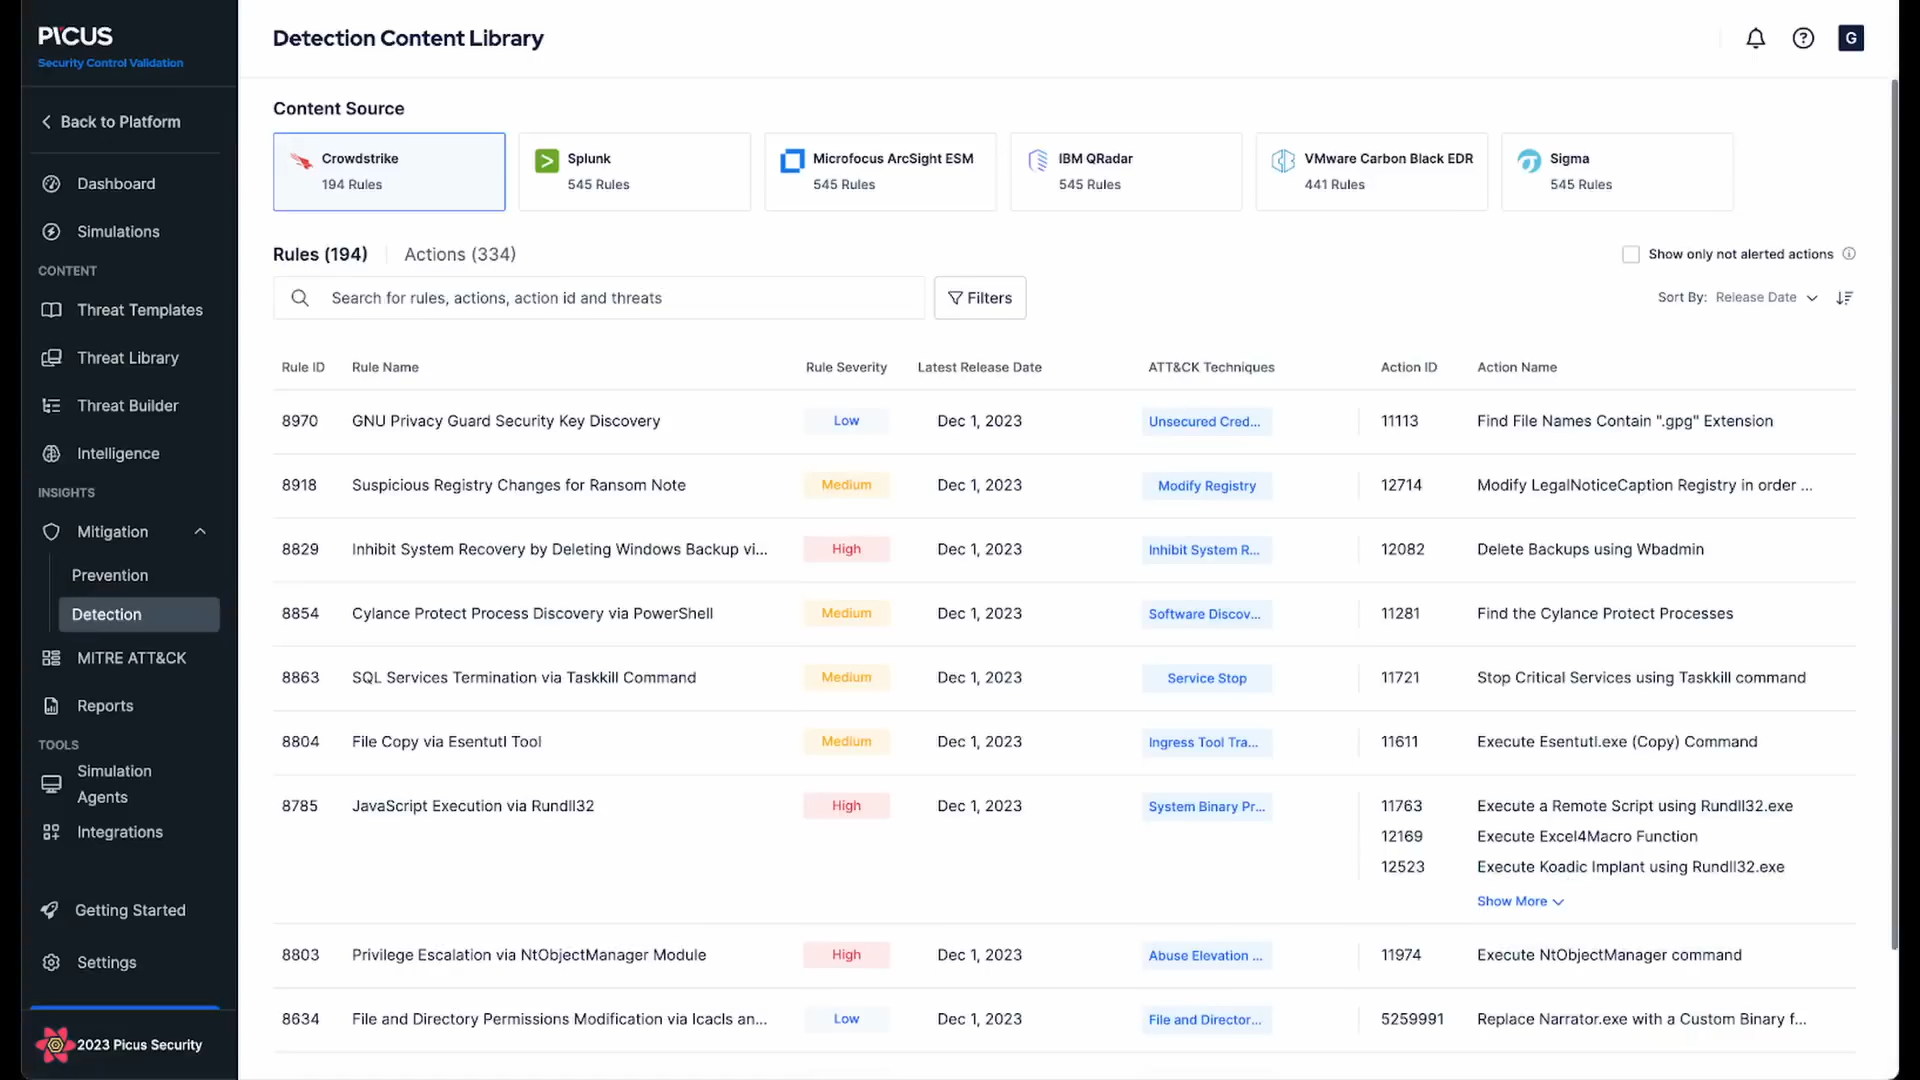 PICUS
Security Control Validation
Back to Platform
Dashboard
Simulations
CONTENT
Threat Templates
Threat Library
Threat Builder
Intelligence
INSIGHTS
Mitigation
Prevention
Detection
MITRE ATT&CK
Reports
TOOLS
Simulation
Agents
Integrations
Getting Started
Settings
2023 Picus Security
Detection Content Library
G
Content Source
Crowdstrike
194 Rules
Splunk
545 Rules
Microfocus ArcSight ESM
545 Rules
IBM QRadar
545 Rules
VMware Carbon Black EDR
441 Rules
Sigma
545 Rules
Rules (194) Actions (334) Show only not alerted actions
Search for rules, actions, action id and threats Filters Sort By: Release Date
Rule ID Rule Name Rule Severity Latest Release Date ATT&CK Techniques Action ID Action Name
8970 GNU Privacy Guard Security Key Discovery Low Dec 1, 2023 Unsecured Cred... 11113 Find File Names Contain ".gpg" Extension
8918 Suspicious Registry Changes for Ransom Note Medium Dec 1, 2023 Modify Registry 12714 Modify LegalNoticeCaption Registry in order ...
8829 Inhibit System Recovery by Deleting Windows Backup vi... High Dec 1, 2023 Inhibit System R... 12082 Delete Backups using Wbadmin
8854 Cylance Protect Process Discovery via PowerShell Medium Dec 1, 2023 Software Discov... 11281 Find the Cylance Protect Processes
8863 SQL Services Termination via Taskkill Command Medium Dec 1, 2023 Service Stop 11721 Stop Critical Services using Taskkill command
8804 File Copy via Esentutl Tool Medium Dec 1, 2023 Ingress Tool Tra... 11611 Execute Esentutl.exe (Copy) Command
8785 JavaScript Execution via Rundll32 High Dec 1, 2023 System Binary Pr... 11763 Execute a Remote Script using Rundll32.exe
12169 Execute Excel4Macro Function
12523 Execute Koadic Implant using Rundll32.exe
Show More
8803 Privilege Escalation via NtObjectManager Module High Dec 1, 2023 Abuse Elevation ... 11974 Execute NtObjectManager command
8634 File and Directory Permissions Modification via Icacls an... Low Dec 1, 2023 File and Director... 5259991 Replace Narrator.exe with a Custom Binary f...